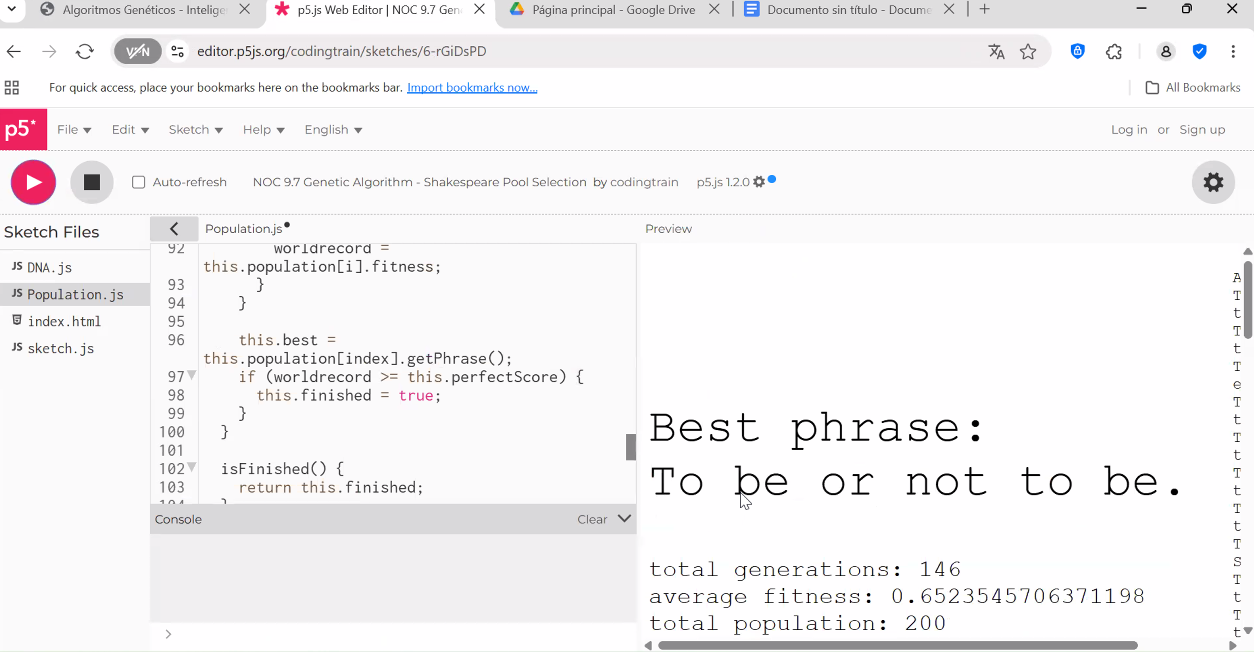 Algoritmos Genéticos - Intelige
p5.js Web Editor | NOC 9.7 Gen
Página principal - Google Drive
Documento sin título - Docume
editor.p5js.org/codingtrain/sketches/6-rGiDsPD
For quick access, place your bookmarks here on the bookmarks bar. Import bookmarks now...
All Bookmarks
p5*
File
Edit
Sketch
Help
English
Log in or Sign up
Auto-refresh
NOC 9.7 Genetic Algorithm - Shakespeare Pool Selection by codingtrain
p5.js 1.2.0
Sketch Files
Population.js
Preview
JS DNA.js
JS Population.js
index.html
JS sketch.js
92 worldrecord =
this.population[i].fitness;
93 }
94 }
95
96 this.best =
this.population[index].getPhrase();
97 if (worldrecord >= this.perfectScore) {
98 this.finished = true;
99 }
100 }
101
102 isFinished() {
103 return this.finished;
104 }
Console
Clear
>
Best phrase:
To be or not to be.
total generations: 146
average fitness: 0.6523545706371198
total population: 200
A
T
t
T
t
T
e
T
t
T
t
T
t
T
t
T
S
T
t
T
t